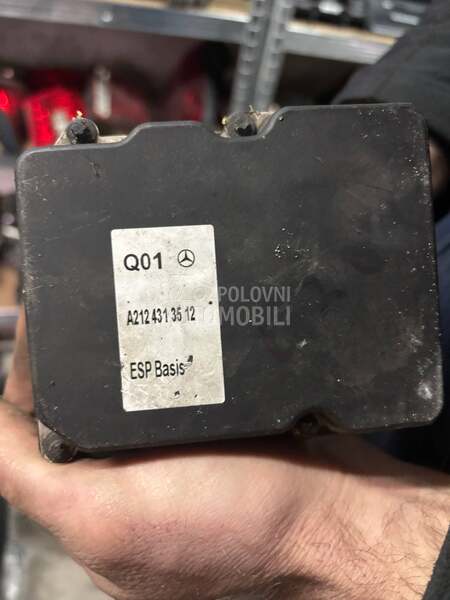 Q01
POLOVNI
A212 431 35 12
MOBILI
ESP Basis